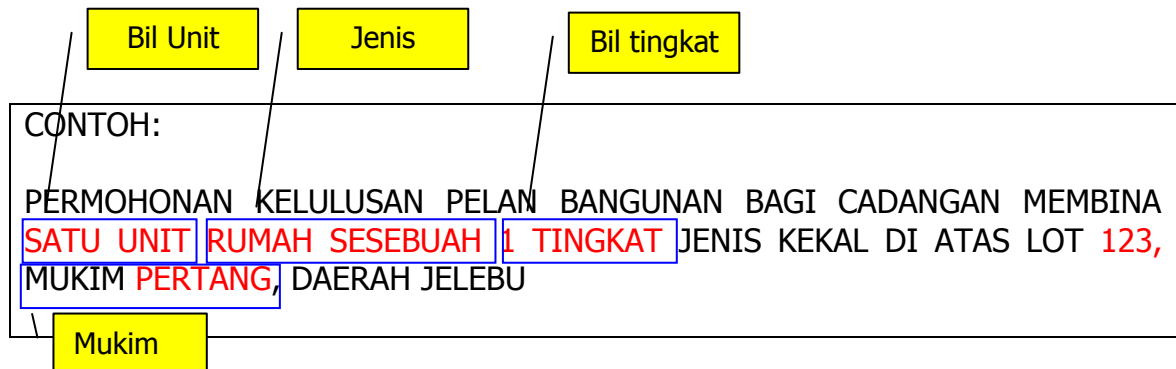 Bil Unit
Jenis
Bil tingkat
CONTOH:
PERMOHONAN KELULUSAN PELAN BANGUNAN BAGI CADANGAN MEMBINA
SATU UNIT RUMAH SESEBUAH 1 TINGKAT JENIS KEKAL DI ATAS LOT 123,
MUKIM PERTANG, DAERAH JELEBU
Mukim